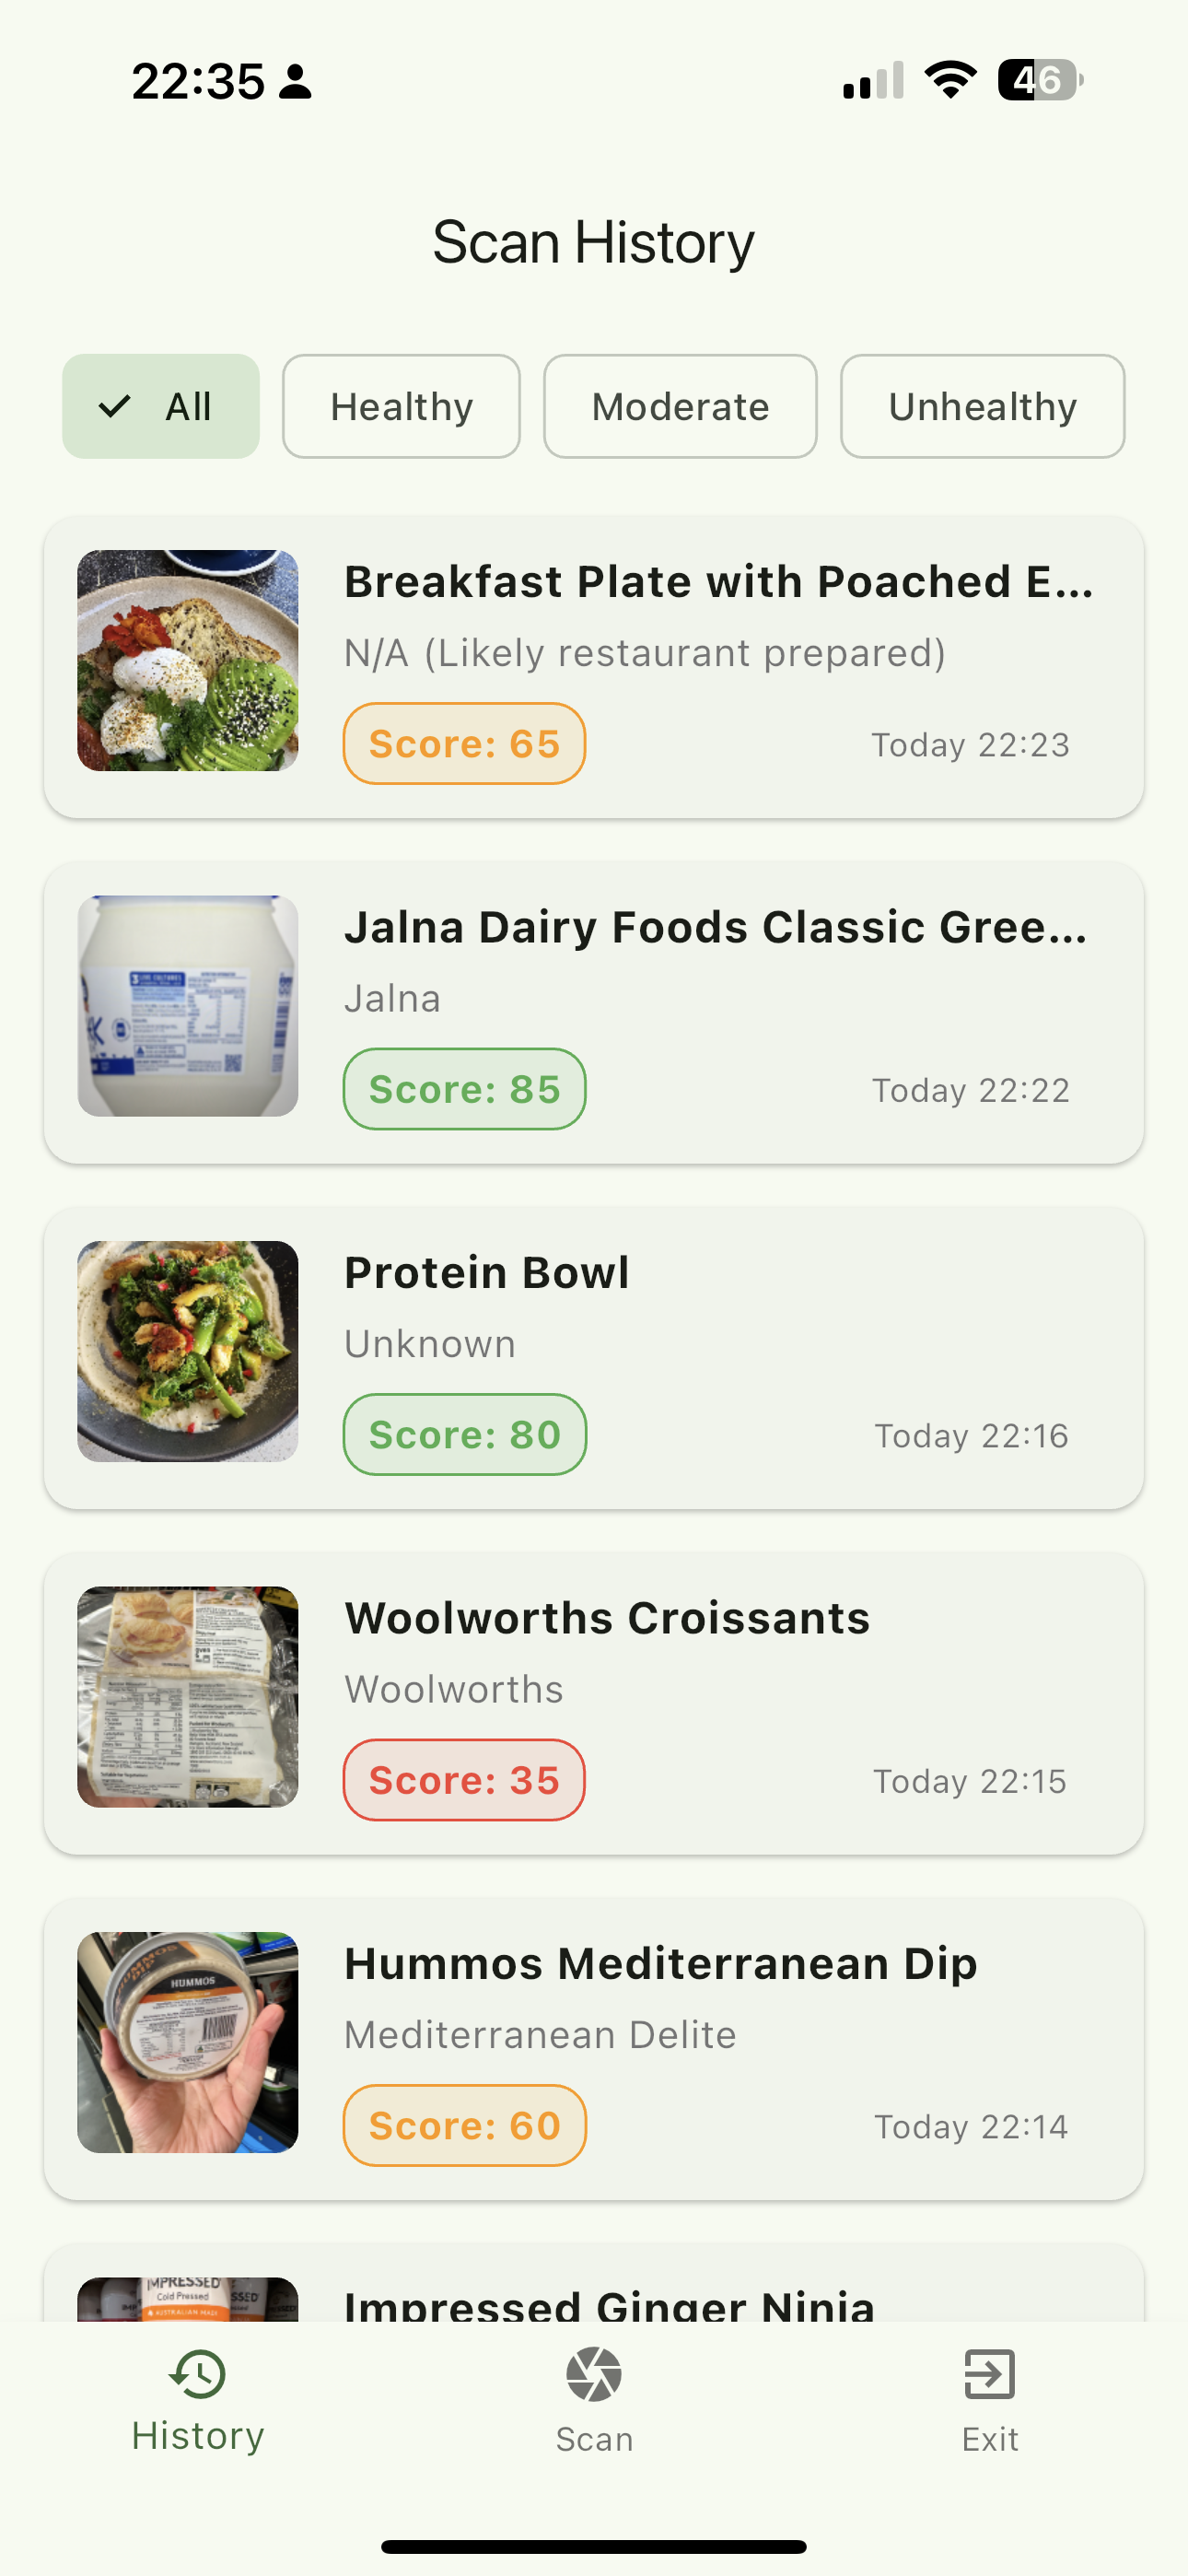 22:35
46
Scan History
All
Healthy
Moderate
Unhealthy
Breakfast Plate with Poached E...
N/A (Likely restaurant prepared)
Score: 65
Today 22:23
Jalna Dairy Foods Classic Gree...
Jalna
Score: 85
Today 22:22
Protein Bowl
Unknown
Score: 80
Today 22:16
Woolworths Croissants
Woolworths
Score: 35
Today 22:15
HUMMOS
Hummos Mediterranean Dip
Mediterranean Delite
Score: 60
Today 22:14
IMPRESSED
Cold Pressed
Impressed Ginger Ninja
History
Scan
Exit